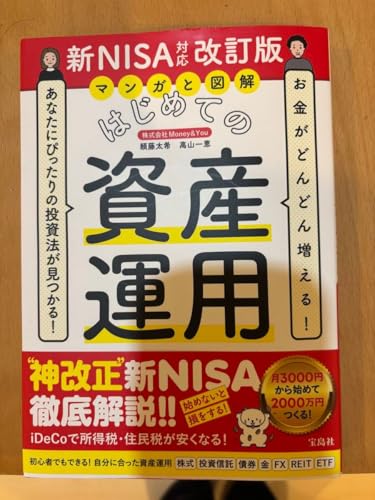 新NISA対応改訂版
マンガと図解
はじめての
株式会社Money&You
頼藤太希 高山一恵
資産
運用
お金がどんどん増える!
あなたにぴったりの投資法が見つかる!
"神改正"新NISA
徹底解説!!
始めないと
損をする!
iDeCoで所得税・住民税が安くなる!
月3000円
から始めて
2000万円
つくる!
宝島社
初心者でもできる!自分に合った資産運用 株式 投資信託 債券 金 FX REIT ETF